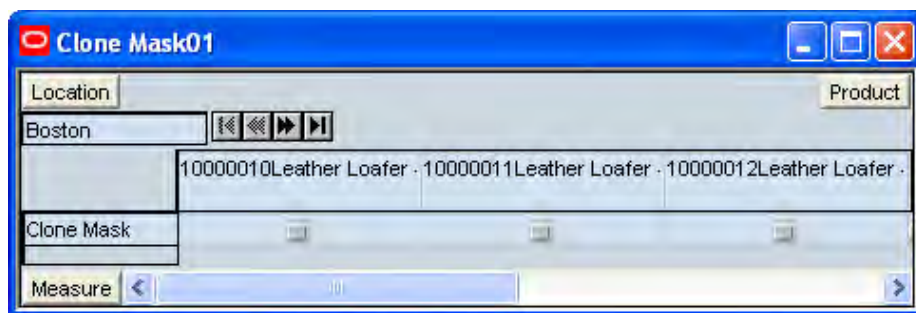 Clone Mask01
Location Product
Boston
10000010Leather Loafer - 10000011Leather Loafer - 10000012Leather Loafer -
Clone Mask
Measure